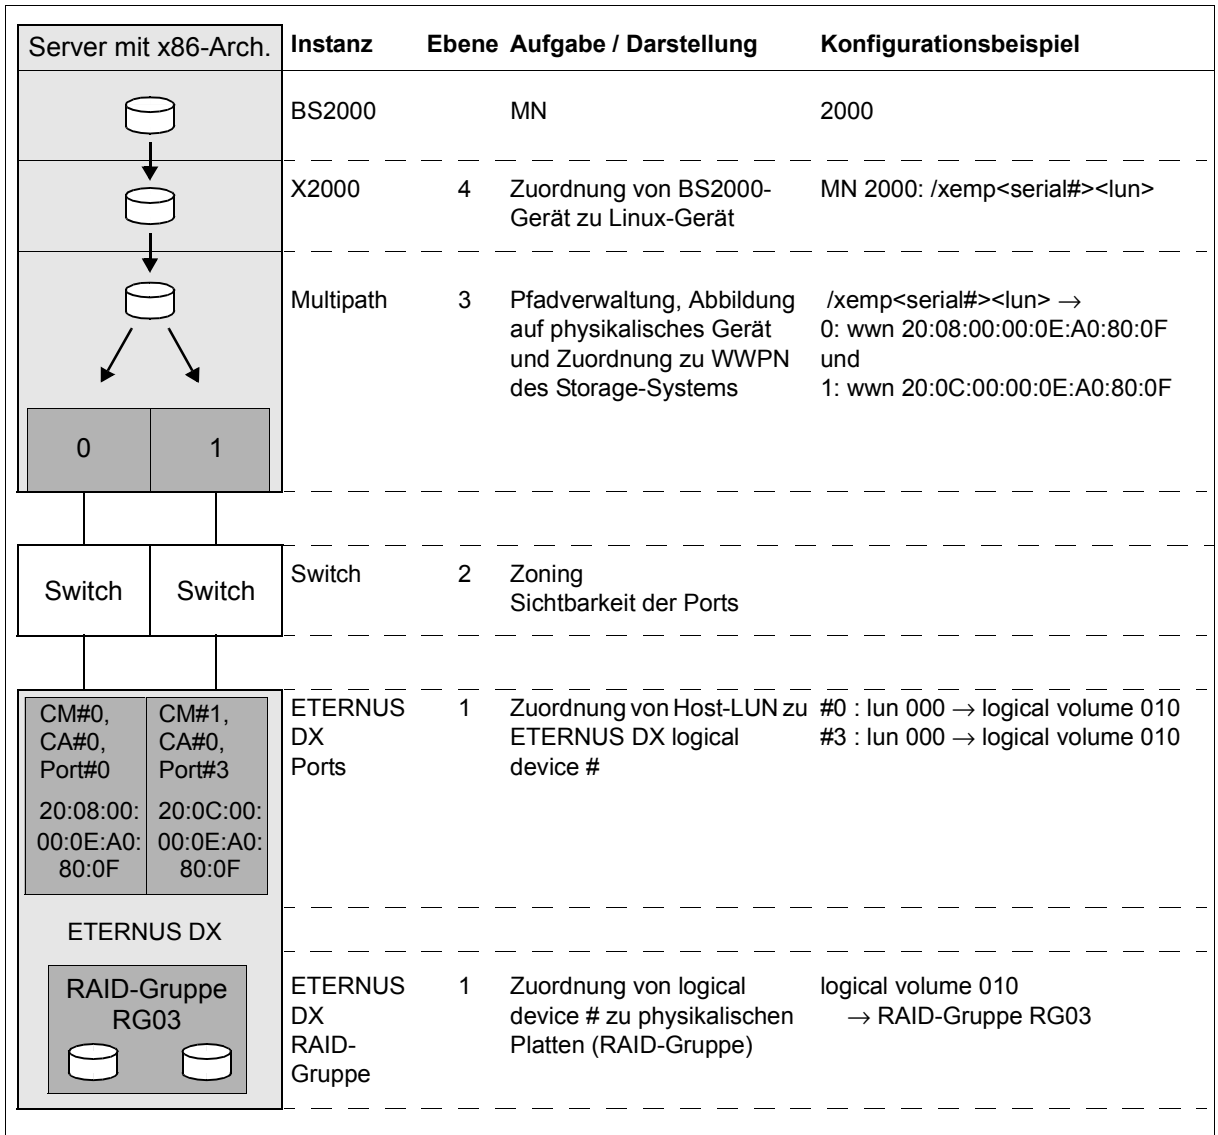 Server mit x86-Arch. Instanz Ebene Aufgabe / Darstellung Konfigurationsbeispiel
BS2000 MN 2000
X2000 4 Zuordnung von BS2000- MN 2000: /xemp<serial#><lun>
Gerät zu Linux-Gerät
Multipath 3 Pfadverwaltung, Abbildung /xemp<serial#><lun> →
auf physikalisches Gerät 0: wwn 20:08:00:00:0E:A0:80:0F
und Zuordnung zu WWPN und
des Storage-Systems 1: wwn 20:0C:00:00:0E:A0:80:0F
0 1
Switch Switch
Switch 2 Zoning
Sichtbarkeit der Ports
CM#0,
CA#0,
Port#0
20:08:00:
00:0E:A0:
80:0F
CM#1,
CA#0,
Port#3
20:0C:00:
00:0E:A0:
80:0F
ETERNUS 1 Zuordnung von Host-LUN zu #0 : lun 000 → logical volume 010
DX ETERNUS DX logical #3 : lun 000 → logical volume 010
Ports device #
ETERNUS DX
RAID-Gruppe
RG03
ETERNUS 1 Zuordnung von logical logical volume 010
DX device # zu physikalischen → RAID-Gruppe RG03
RAID- Platten (RAID-Gruppe)
Gruppe